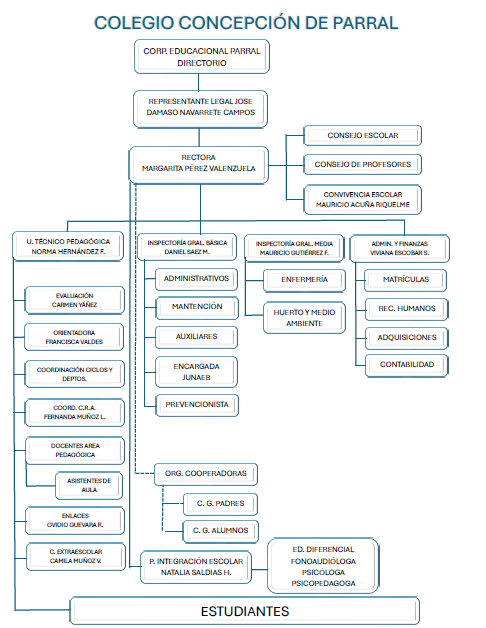 COLEGIO CONCEPCIÓN DE PARRAL
CORP. EDUCACIONAL PARRAL
DIRECTORIO
REPRESENTANTE LEGAL JOSE
DAMASO NAVARRETE CAMPOS
RECTORA
MARGARITA PÉREZ VALENZUELA
CONSEJO ESCOLAR
CONSEJO DE PROFESORES
CONVIVENCIA ESCOLAR
MAURICIO ACUÑA RIQUELME
U. TÉCNICO PEDAGÓGICA
NORMA HERNÁNDEZ F.
EVALUACIÓN
CARMEN YÁÑEZ
ORIENTADORA
FRANCISCA VALDES
COORDINACIÓN CICLOS Y
DEPTOS.
COORD. C.R.A.
FERNANDA MUÑOZ L.
DOCENTES AREA
PEDAGÓGICA
ASISTENTES DE
AULA
ENLACES
OVIDIO GUEVARA R.
C. EXTRAESCOLAR
CAMILA MUÑOZ V.
INSPECTORÍA GRAL. BÁSICA
DANIEL SAEZ M.
ADMINISTRATIVOS
MANTENCIÓN
AUXILIARES
ENCARGADA
JUNAEB
PREVENCIONISTA
INSPECTORÍA GRAL. MEDIA
MAURICIO GUTIÉRREZ F.
ENFERMERÍA
HUERTO Y MEDIO
AMBIENTE
ADMIN. Y FINANZAS
VIVIANA ESCOBAR S.
MATRÍCULAS
REC. HUMANOS
ADQUISICIONES
CONTABILIDAD
ORG. COOPERADORAS
C. G. PADRES
C. G. ALUMNOS
P. INTEGRACIÓN ESCOLAR
NATALIA SALDIAS H.
ED. DIFERENCIAL
FONOAUDIÓLOGA
PSICÓLOGA
PSICOPEDAGOGA
ESTUDIANTES